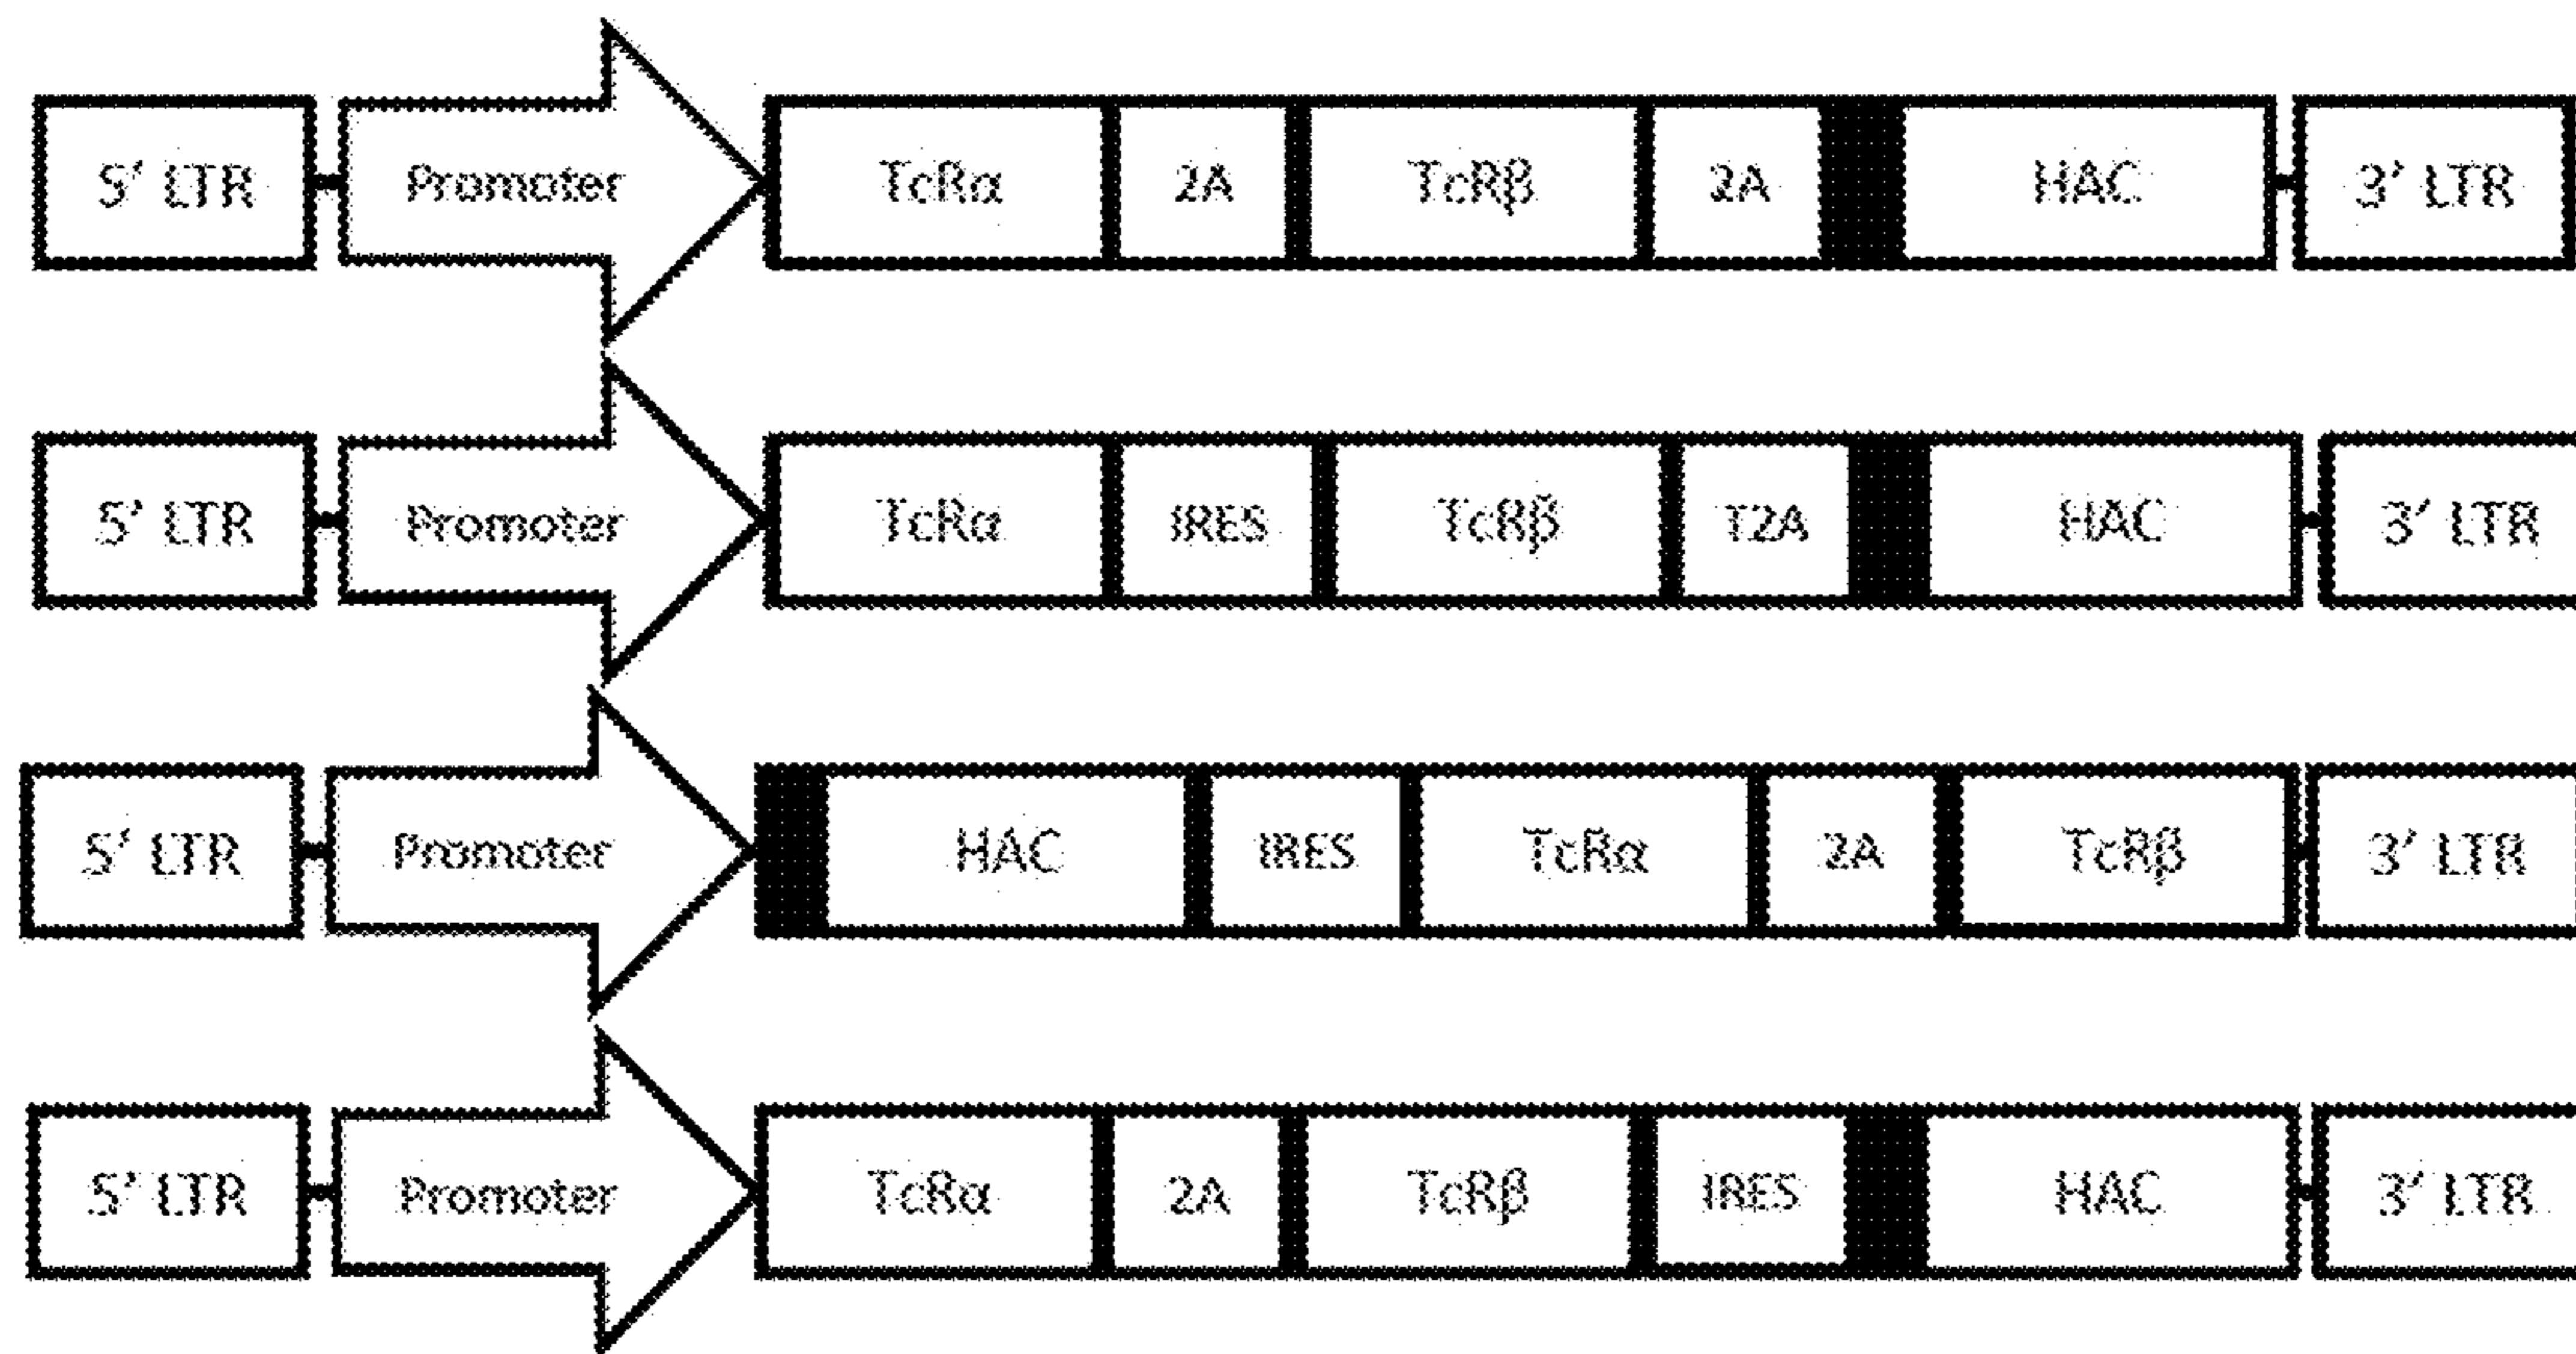 5′ LTR Promoter TcRα 2A TcRβ 2A HAC 3′ LTR
5′ LTR Promoter TcRα IRES TcRβ T2A HAC 3′ LTR
5′ LTR Promoter HAC IRES TcRα 2A TcRβ 3′ LTR
5′ LTR Promoter TcRα 2A TcRβ IRES HAC 3′ LTR